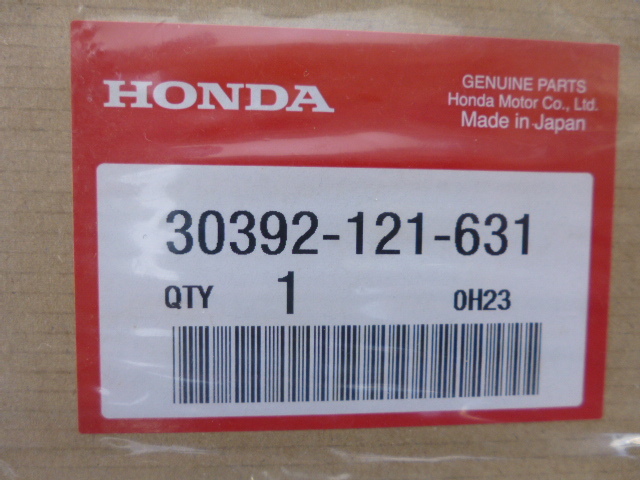 HONDA
GENUINE PARTS
Honda Motor Co., Ltd.
Made in Japan
30392-121-631
QTY 1 0H23